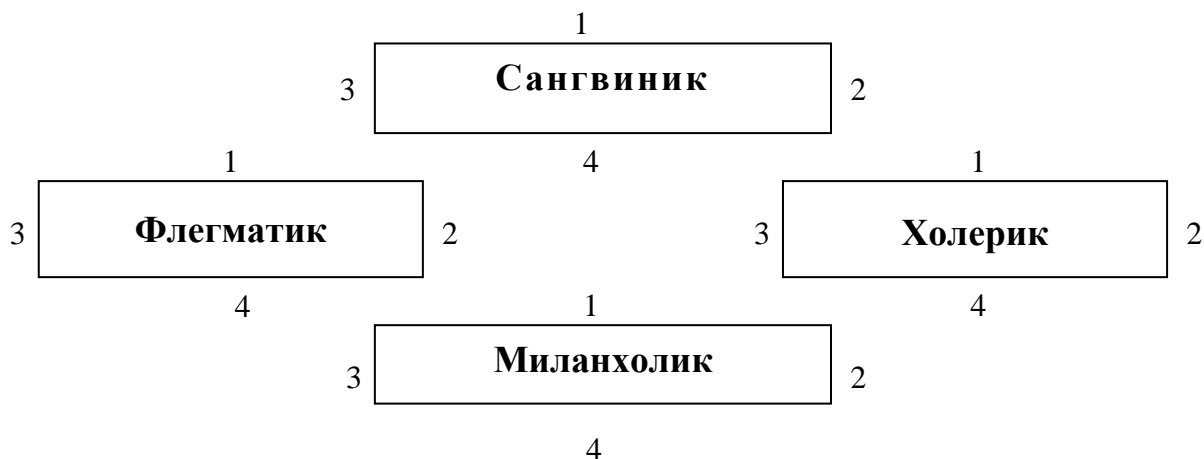 1
3 Сангвиник 2
1 4 1
3 Флегматик 2 3 Холерик 2
4 1 4
3 Миланхолик 2
4